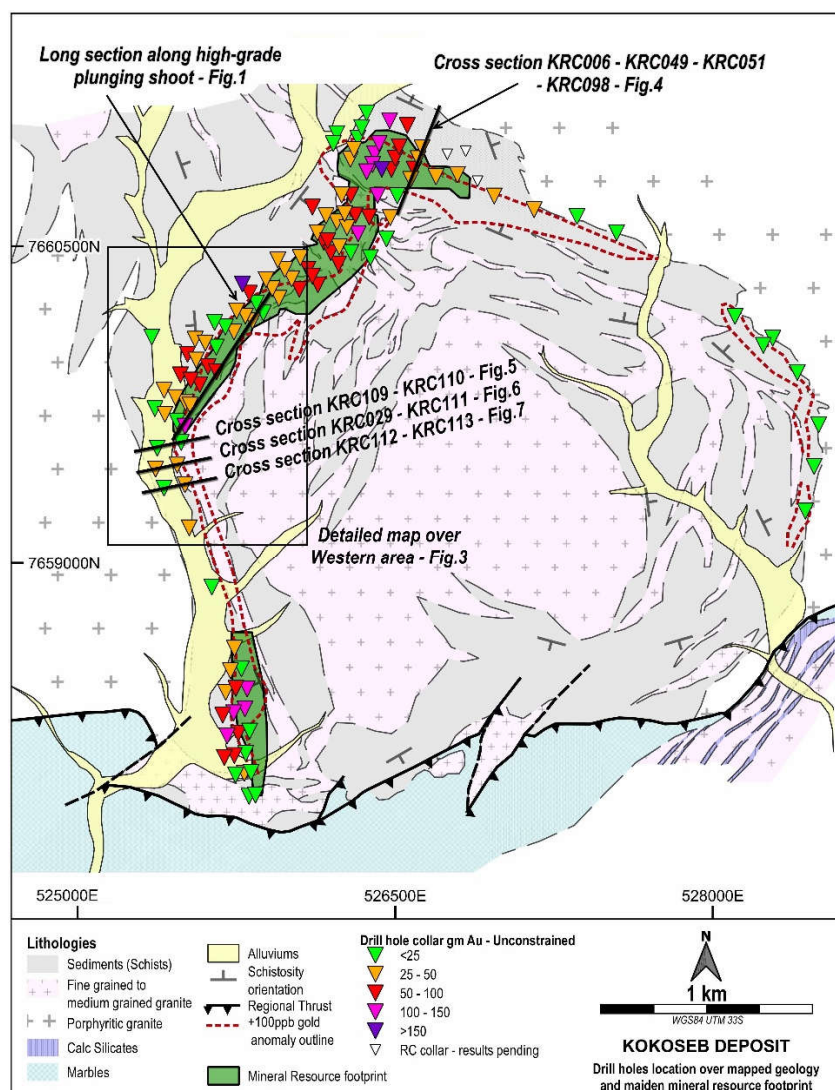 Long section along high-grade
plunging shoot - Fig.1
Cross section KRC006 - KRC049 - KRC051
- KRC098 - Fig.4
7660500N
Cross section KRC109 - KRC110 - Fig.5
Cross section KRC029 - KRC111 - Fig.6
Cross section KRC112 - KRC113 - Fig.7
Detailed map over
Western area - Fig.3
7659000N
525000E
526500E
528000E
Lithologies
Sediments (Schists)
Fine grained to
medium grained granite
Porphyritic granite
Calc Silicates
Marbles
Alluviums
Schistosity
orientation
Regional Thrust
+100ppb gold
anomaly outline
Mineral Resource footprint
Drill hole collar gm Au - Unconstrained
<25
25 - 50
50 - 100
100 - 150
>150
RC collar - results pending
N
1 km
WGS84 UTM 33S
KOKOSEB DEPOSIT
Drill holes location over mapped geology
and maiden mineral resource footprint